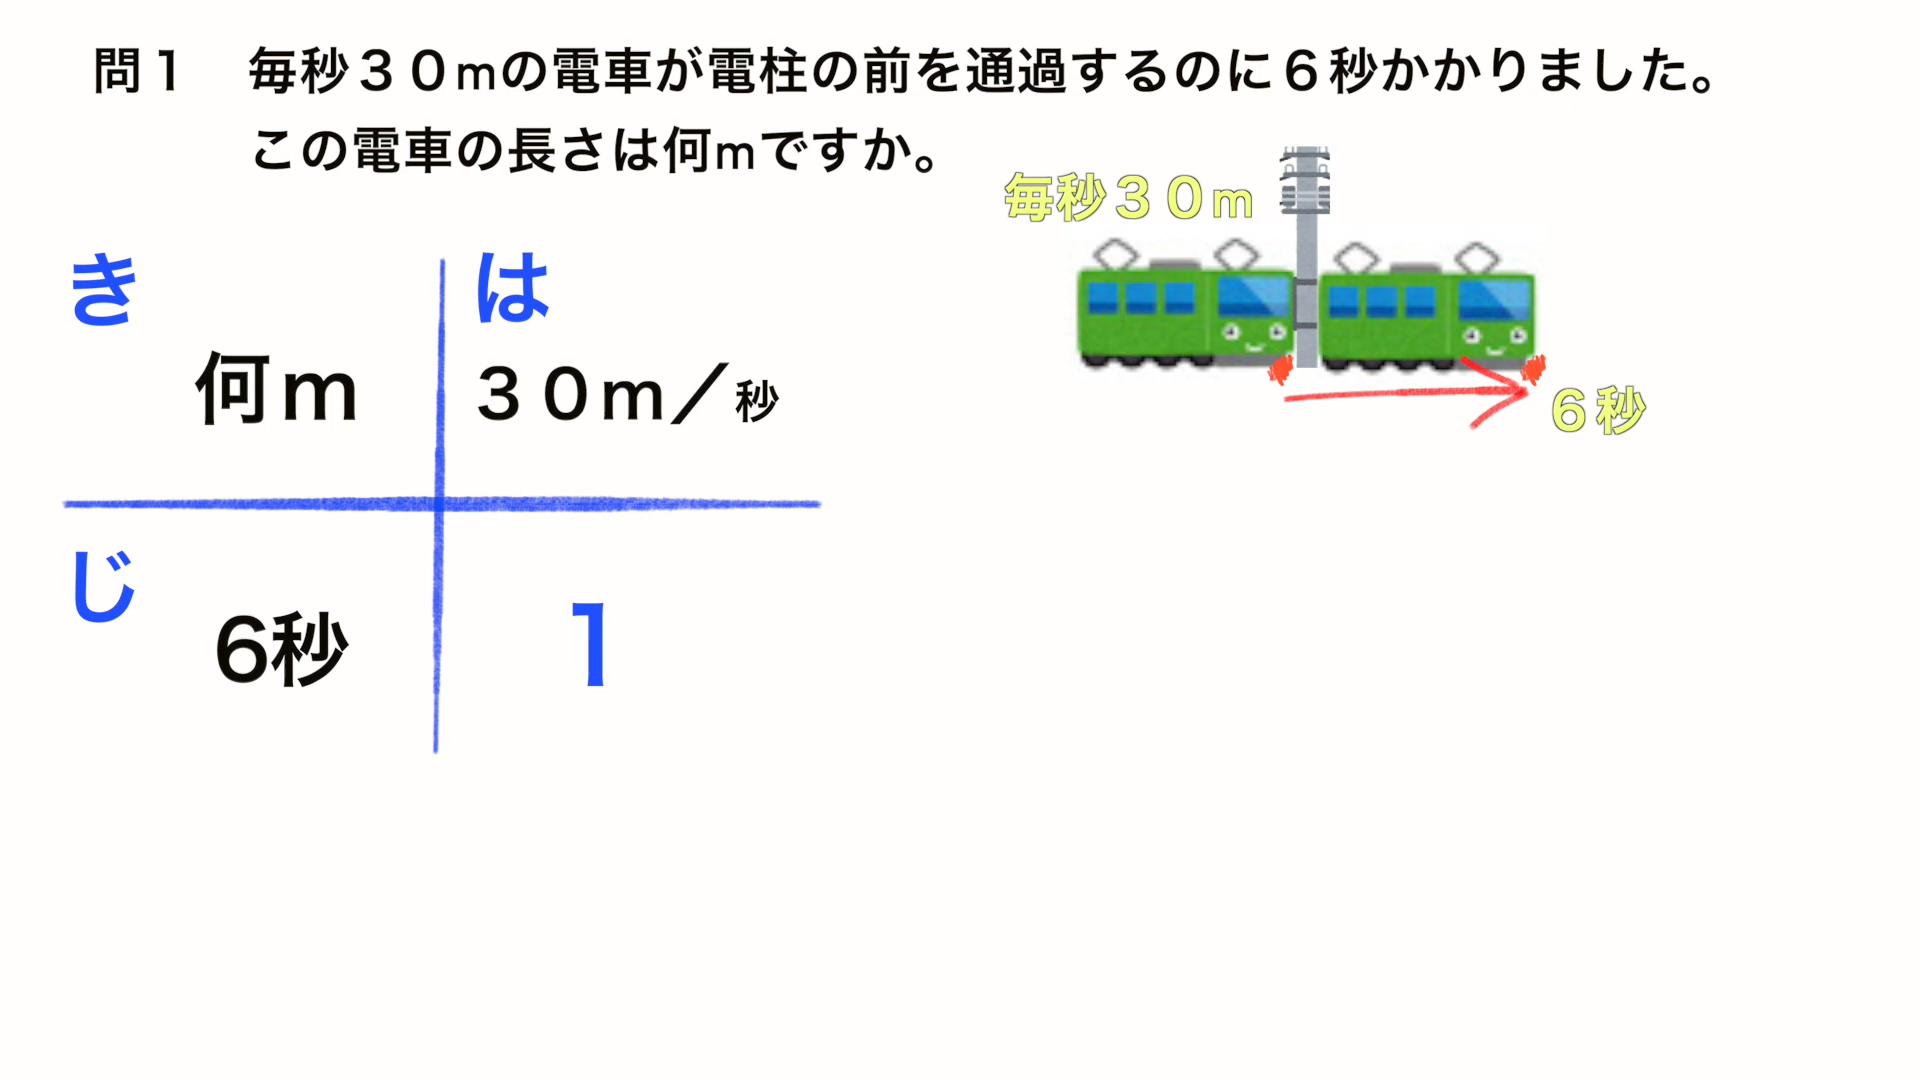 問１　毎秒３０ｍの電車が電柱の前を通過するのに６秒かかりました。
この電車の長さは何ｍですか。
毎秒３０ｍ
６秒
き
は
何ｍ
３０ｍ／秒
じ
6秒
1